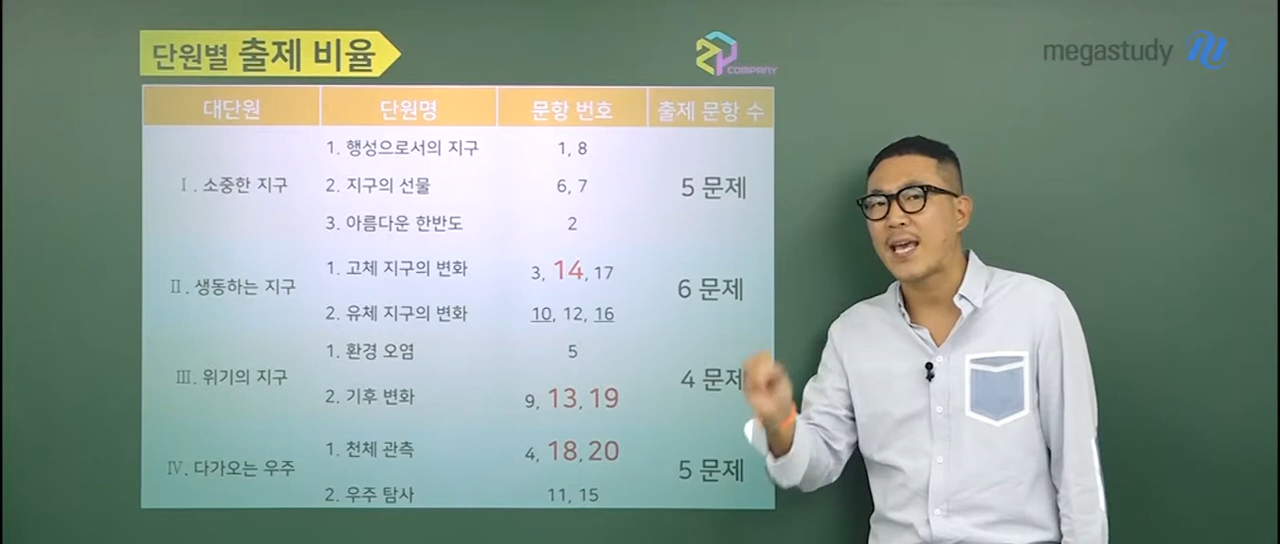 단원별 출제 비율
ZP COMPANY
megastudy
대단원 단원명 문항 번호 출제 문항 수
Ⅰ. 소중한 지구 1. 행성으로서의 지구 1, 8 5 문제
2. 지구의 선물 6, 7
3. 아름다운 한반도 2
Ⅱ. 생동하는 지구 1. 고체 지구의 변화 3, 14, 17 6 문제
2. 유체 지구의 변화 10, 12, 16
Ⅲ. 위기의 지구 1. 환경 오염 5 4 문제
2. 기후 변화 9, 13, 19
Ⅳ. 다가오는 우주 1. 천체 관측 4, 18, 20 5 문제
2. 우주 탐사 11, 15